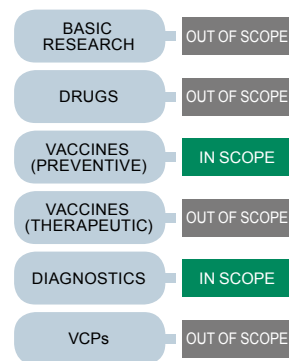 BASIC
RESEARCH
OUT OF SCOPE
DRUGS
OUT OF SCOPE
VACCINES
(PREVENTIVE)
IN SCOPE
VACCINES
(THERAPEUTIC)
OUT OF SCOPE
DIAGNOSTICS
IN SCOPE
VCPs
OUT OF SCOPE